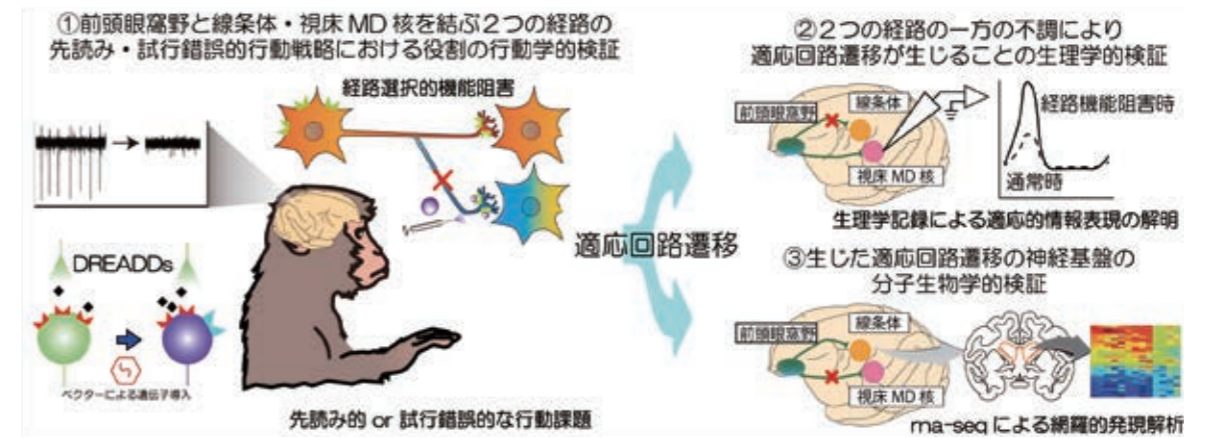 ①前頭眼窩野と線条体・視床 MD 核を結ぶ２つの経路の
先読み・試行錯誤的行動戦略における役割の行動学的検証
経路選択的機能阻害
DREADDs
ベクターによる遺伝子導入
先読み的 or 試行錯誤的な行動課題
適応回路遷移
②２つの経路の一方の不調により
適応回路遷移が生じることの生理学的検証
前頭眼窩野
線条体
視床 MD 核
経路機能阻害時
通常時
生理学記録による適応的情報表現の解明
③生じた適応回路遷移の神経基盤の
分子生物学的検証
前頭眼窩野
線条体
視床 MD 核
rna-seq による網羅的発現解析